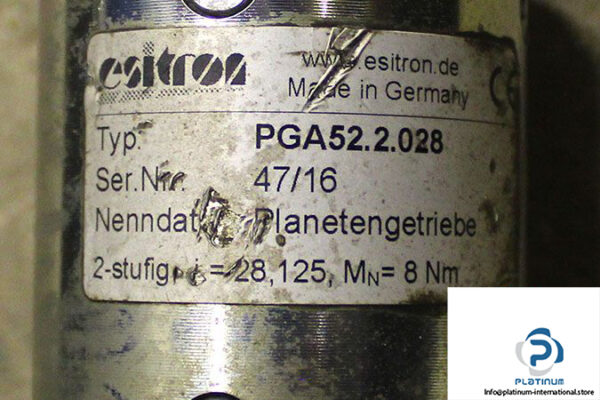 esitron
www.esitron.de
Made in Germany
CE
Typ. PGA52.2.028
Ser.Nr. 47/16
Planetengetriebe
2-stufig, i = 28,125, MN= 8 Nm
PLATINUM
Info@platinum-international.store